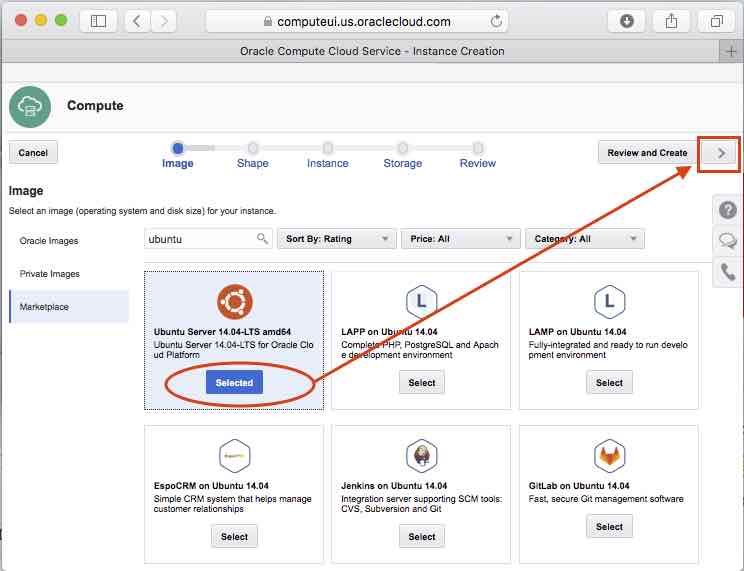 computeui.us.oraclecloud.com
Oracle Compute Cloud Service - Instance Creation
Compute
Cancel
Image
Shape
Instance
Storage
Review
Review and Create
Image
Select an image (operating system and disk size) for your instance.
Oracle Images
Private Images
Marketplace
ubuntu
Sort By: Rating
Price: All
Category: All
Ubuntu Server 14.04-LTS amd64
Ubuntu Server 14.04-LTS for Oracle Clo
ud Platform
Selected
L
LAPP on Ubuntu 14.04
Complete PHP, PostgreSQL and Apach
e development environment
Select
L
LAMP on Ubuntu 14.04
Fully-integrated and ready to run develo
pment environment
Select
EspoCRM on Ubuntu 14.04
Simple CRM system that helps manage
customer relationships
Select
Jenkins on Ubuntu 14.04
Integration server supporting SCM tools:
CVS, Subversion and Git
Select
GitLab on Ubuntu 14.04
Fast, secure Git management software
Select